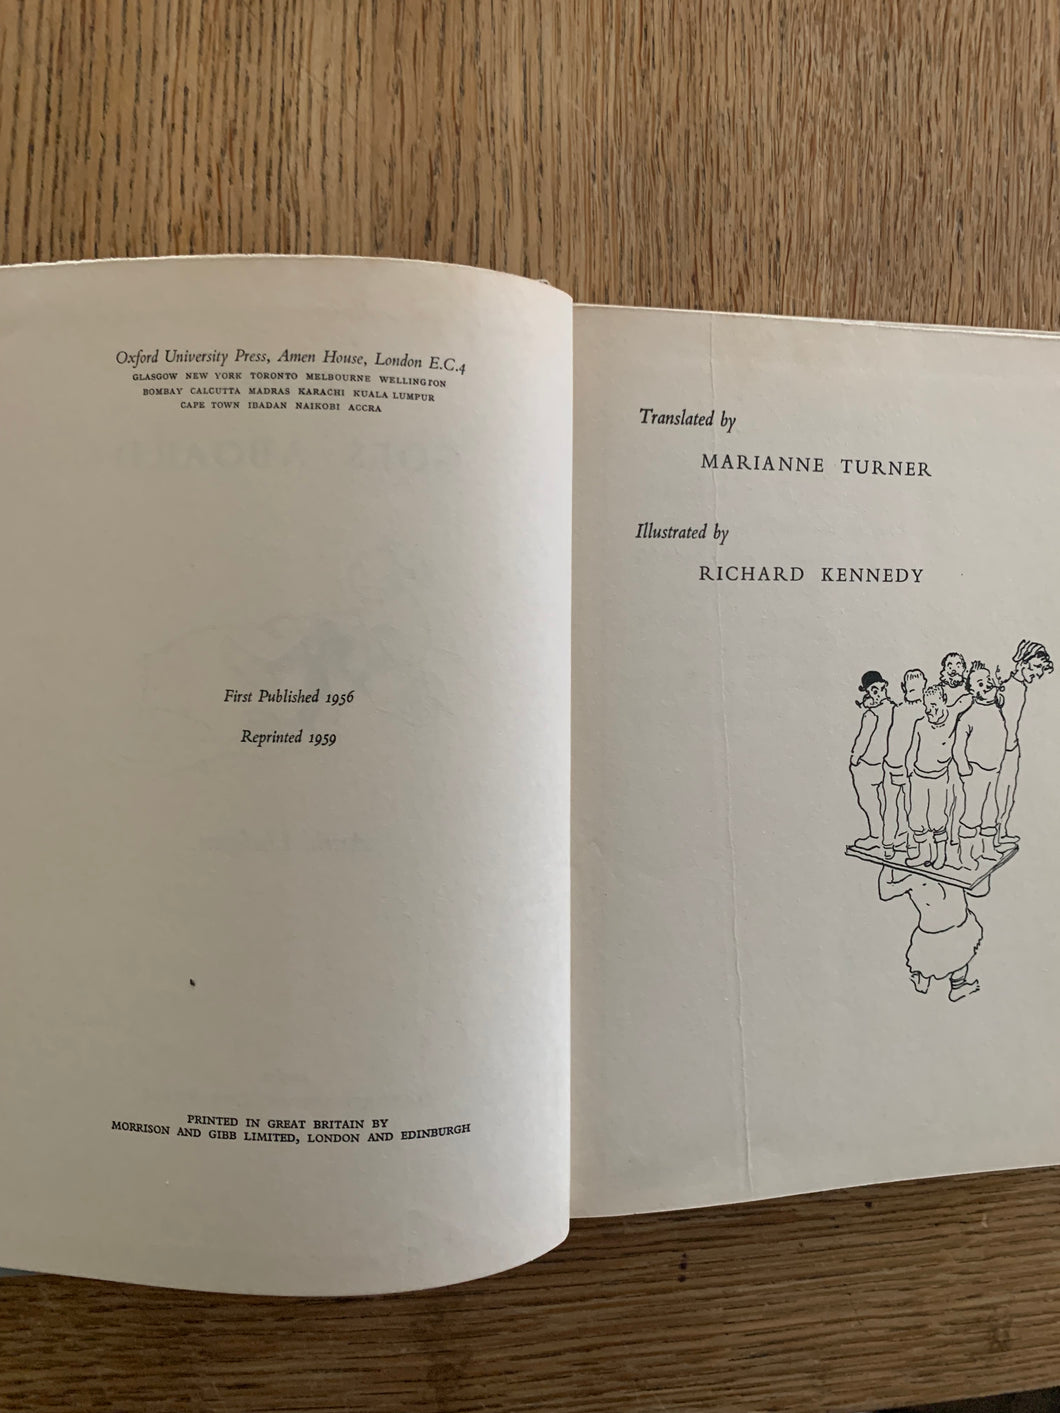 Oxford University Press, Amen House, London E.C.4
GLASGOW NEW YORK TORONTO MELBOURNE WELLINGTON
BOMBAY CALCUTTA MADRAS KARACHI KUALA LUMPUR
CAPE TOWN IBADAN NAIROBI ACCRA
First Published 1956
Reprinted 1959
PRINTED IN GREAT BRITAIN BY
MORRISON AND GIBB LIMITED, LONDON AND EDINBURGH
Translated by
MARIANNE TURNER
Illustrated by
RICHARD KENNEDY